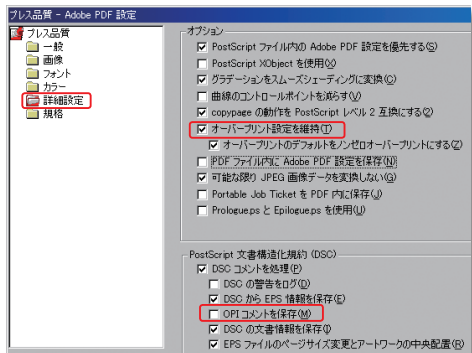 プレス品質 - Adobe PDF 設定
プレス品質
一般
画像
フォント
カラー
詳細設定
規格
オプション
PostScript ファイル内の Adobe PDF 設定を優先する(S)
PostScript XObject を使用(X)
グラデーションをスムーズシェーディングに変換(C)
曲線のコントロールポイントを減らす(V)
copypage の動作を PostScript レベル 2 互換にする(2)
オーバープリント設定を維持(T)
オーバープリントのデフォルトをノンゼロオーバープリントにする(Z)
PDF ファイル内に Adobe PDF 設定を保存(N)
可能な限り JPEG 画像データを変換しない(G)
Portable Job Ticket を PDF 内に保存(J)
Prologue.ps と Epilogue.ps を使用(U)
PostScript 文書構造化規約 (DSC)
DSC コメントを処理(P)
DSC の警告をログ(D)
DSC から EPS 情報を保存(E)
OPI コメントを保存(M)
DSC の文書情報を保存(I)
EPS ファイルのページサイズ変更とアートワークの中央配置(R)